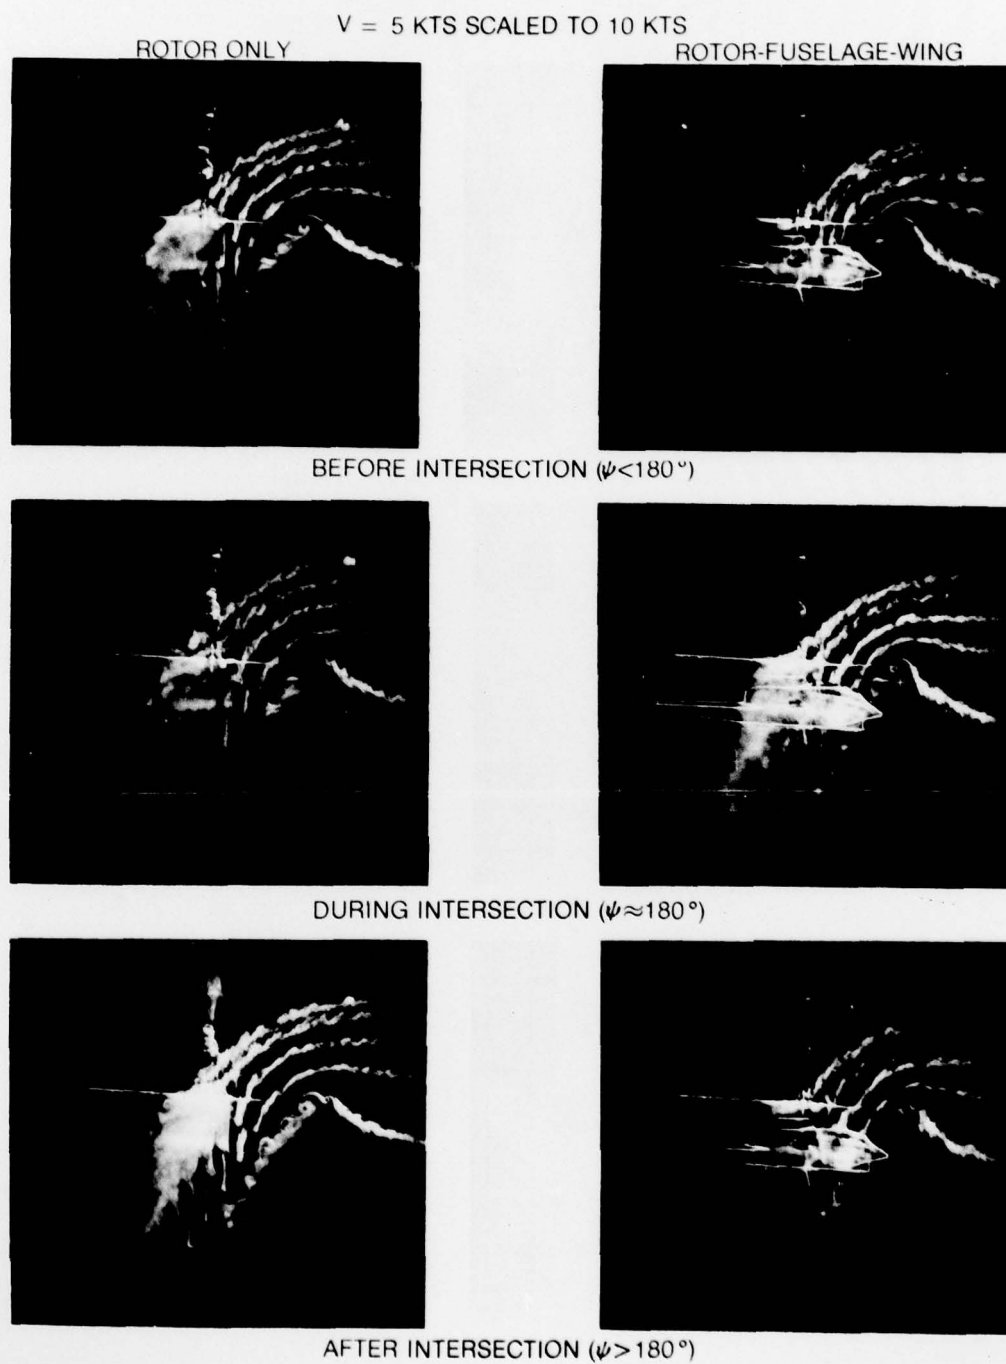 V = 5 KTS SCALED TO 10 KTS
ROTOR ONLY
ROTOR-FUSELAGE-WING
BEFORE INTERSECTION (ψ<180°)
DURING INTERSECTION (ψ≈180°)
AFTER INTERSECTION (ψ>180°)